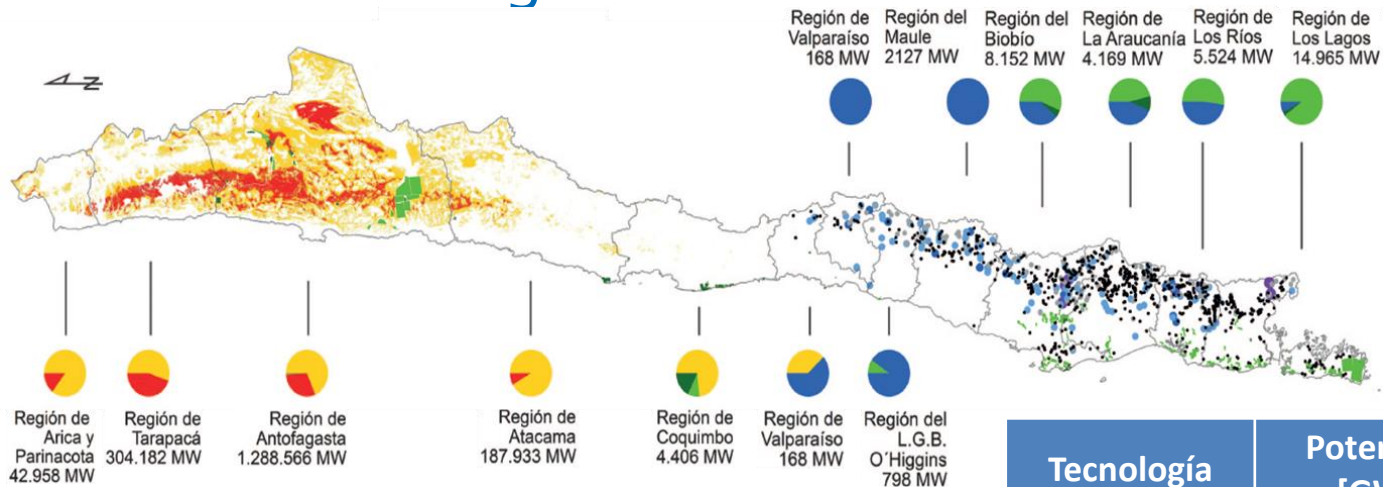 Región de
Valparaíso
168 MW
Región del
Maule
2127 MW
Región del
Biobío
8.152 MW
Región de
La Araucanía
4.169 MW
Región de
Los Ríos
5.524 MW
Región de
Los Lagos
14.965 MW
N
Región de
Arica y
Parinacota
42.958 MW
Región de
Tarapacá
304.182 MW
Región de
Antofagasta
1.288.566 MW
Región de
Atacama
187.933 MW
Región de
Coquimbo
4.406 MW
Región de
Valparaíso
168 MW
Región del
L.G.B.
O´Higgins
798 MW
Tecnología